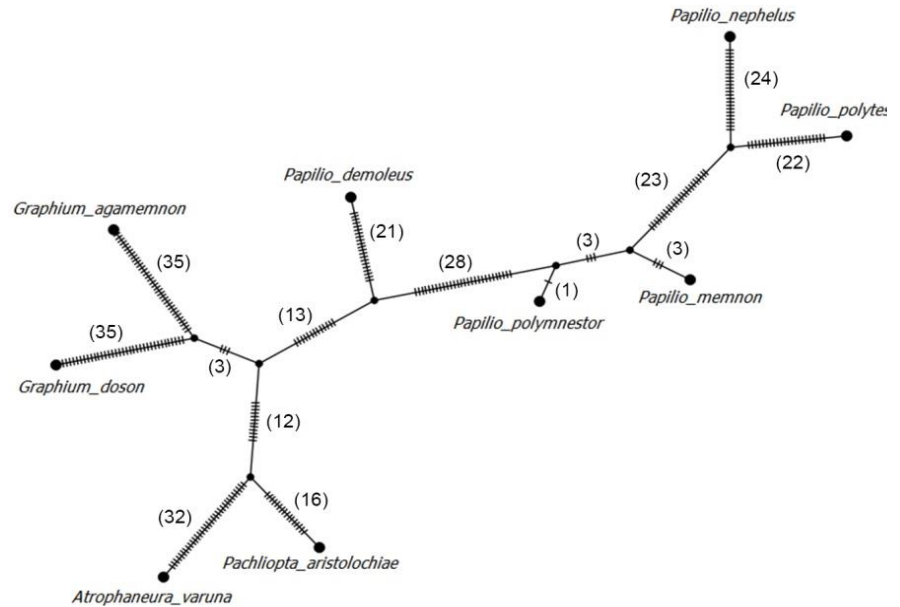 Papilio_nephelus
(24)
Papilio_polytes
(22)
(23)
Papilio_demoleus
Graphium_agamemnon
(21)
(3)
(3)
(35)
(28)
Papilio_memnon
(1)
(13)
Papilio_polymnestor
(35)
(3)
Graphium_doson
(12)
(16)
(32)
Pachliopta_aristolochiae
Atrophaneura_varuna